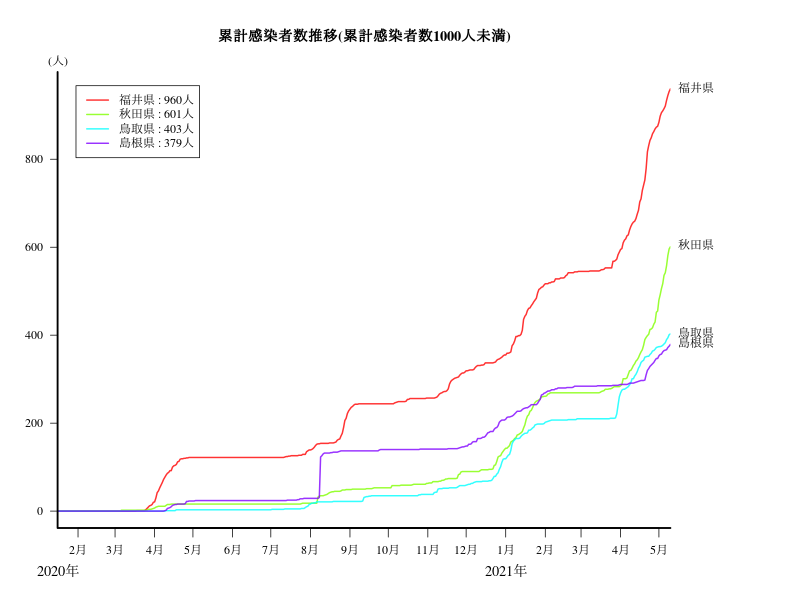 累計感染者数推移(累計感染者数1000人未満)
(人)
福井県 : 960人
秋田県 : 601人
鳥取県 : 403人
島根県 : 379人
福井県
秋田県
鳥取県
島根県
800
600
400
200
0
2月 3月 4月 5月 6月 7月 8月 9月 10月 11月 12月 1月 2月 3月 4月 5月
2020年 2021年